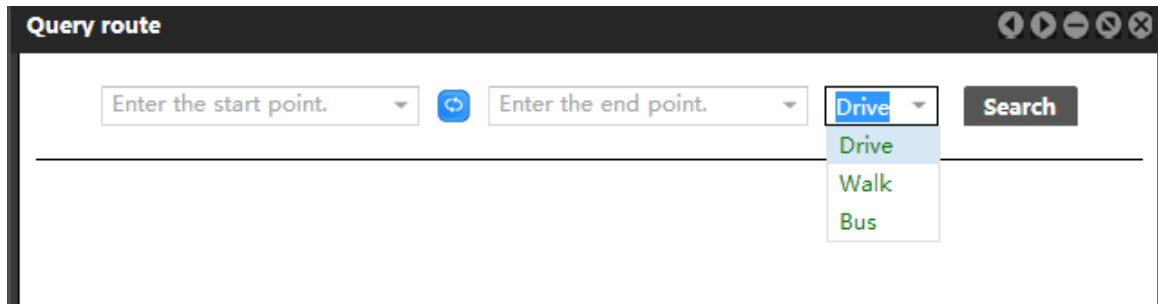 Query route
Enter the start point. Enter the end point. Drive Search
Drive
Walk
Bus